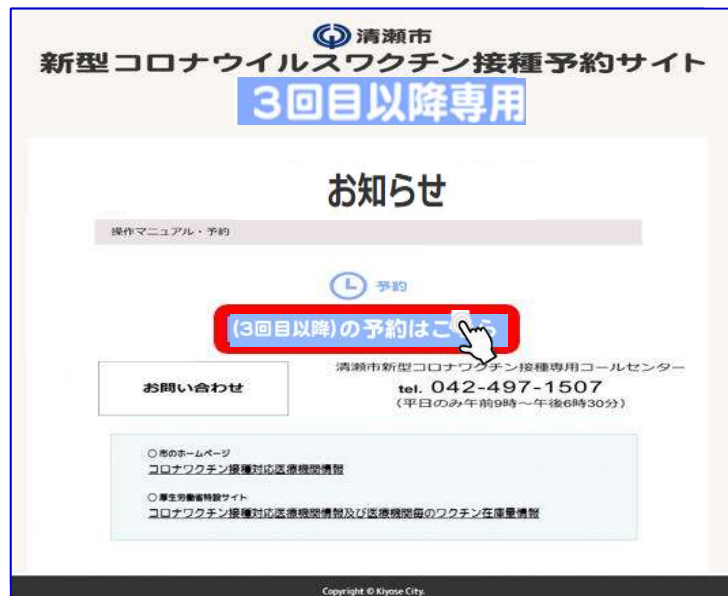 清瀬市
新型コロナウイルスワクチン接種予約サイト
3回目以降専用
お知らせ
操作マニュアル・予約
予約
(3回目以降)の予約はこちら
お問い合わせ
清瀬市新型コロナワクチン接種専用コールセンター
tel. 042-497-1507
(平日のみ午前9時～午後6時30分)
○市のホームページ
コロナワクチン接種対応医療機関情報
○厚生労働省特設サイト
コロナワクチン接種対応医療機関情報及び医療機関毎のワクチン在庫量情報
Copyright © Kiyose City.